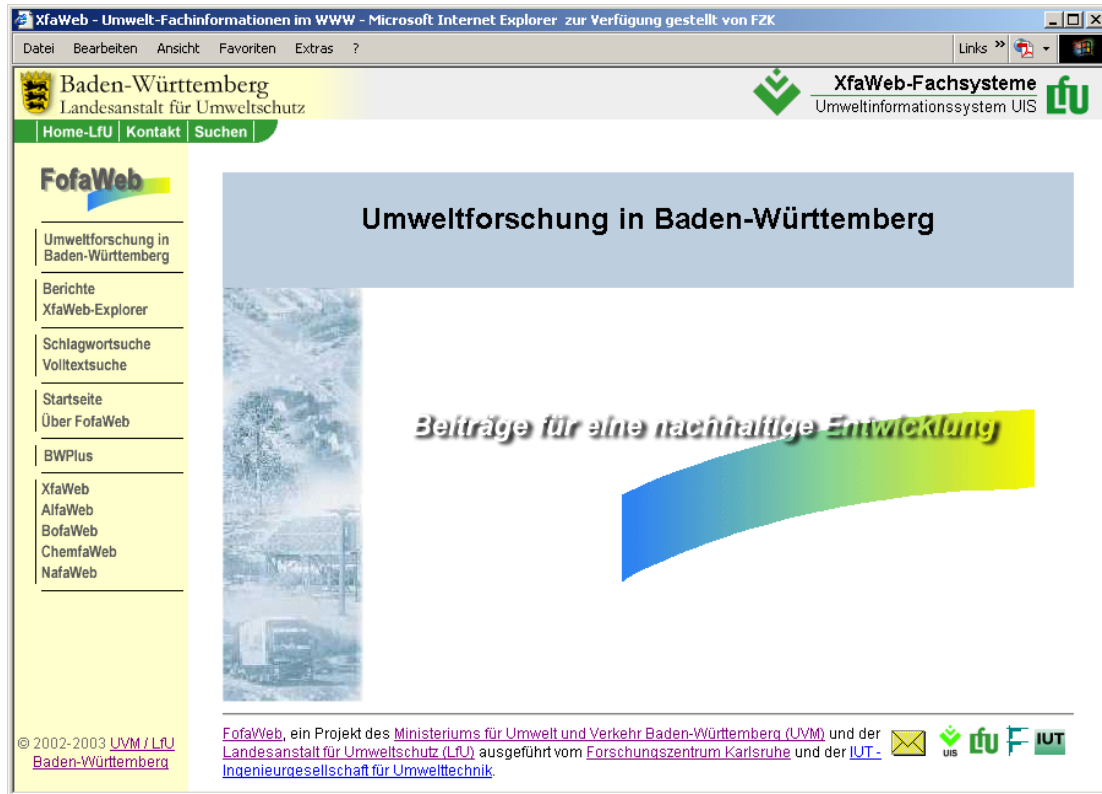 XfaWeb - Umwelt-Fachinformationen im WWW - Microsoft Internet Explorer zur Verfügung gestellt von FZK
Datei Bearbeiten Ansicht Favoriten Extras ?
Links »
Baden-Württemberg
Landesanstalt für Umweltschutz
XfaWeb-Fachsysteme
Umweltinformationssystem UIS
LfU
Home-LfU Kontakt Suchen
FofaWeb
Umweltforschung in
Baden-Württemberg
Berichte
XfaWeb-Explorer
Schlagwortsuche
Volltextsuche
Startseite
Über FofaWeb
BWPlus
XfaWeb
AlfaWeb
BofaWeb
ChemfaWeb
NafaWeb
© 2002-2003 UVM / LfU
Baden-Württemberg
Umweltforschung in Baden-Württemberg
Beiträge für eine nachhaltige Entwicklung
FofaWeb, ein Projekt des Ministeriums für Umwelt und Verkehr Baden-Württemberg (UVM) und der
Landesanstalt für Umweltschutz (LfU) ausgeführt vom Forschungszentrum Karlsruhe und der IUT -
Ingenieurgesellschaft für Umwelttechnik.
UIS
LfU
IUT